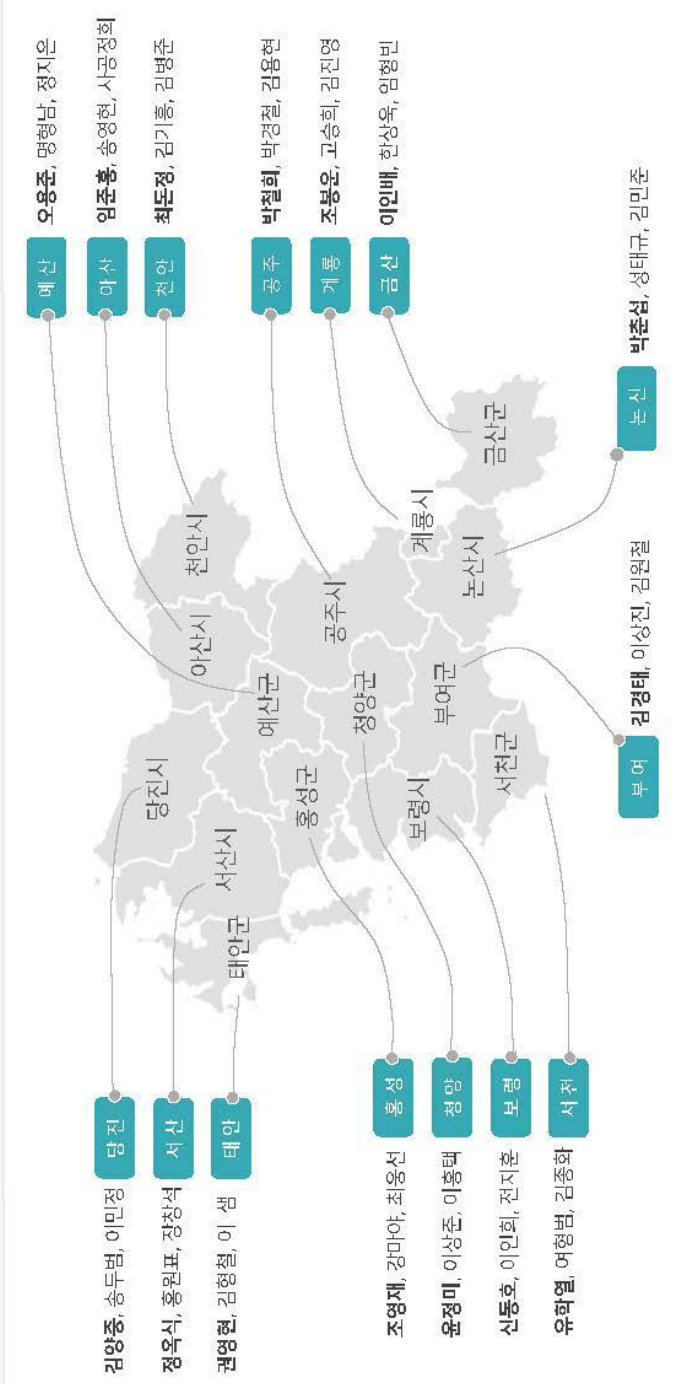 당진
김양중, 송두범, 이민정
서산
정옥식, 홍원표, 장창석
태안
권영현, 김형철, 이 샘
홍성
조영재, 강마야, 최웅선
청양
윤정미, 이상준, 이홍택
보령
신동호, 이인희, 전지훈
서천
유학열, 여형범, 김종화
예산
오용준, 명형남, 정지은
아산
임준홍, 송영현, 사공정희
천안
최돈정, 김기흥, 김병준
공주
박철희, 박경철, 김용현
계룡
조봉운, 고승희, 김진영
금산
이인배, 한상욱, 임형빈
논산
박춘섭, 성태규, 김민준
부여
김경태, 이상진, 김원철
당진시
서산시
태안군
아산시
천안시
예산군
홍성군
공주시
청양군
보령시
부여군
서천군
계룡시
논산시
금산군